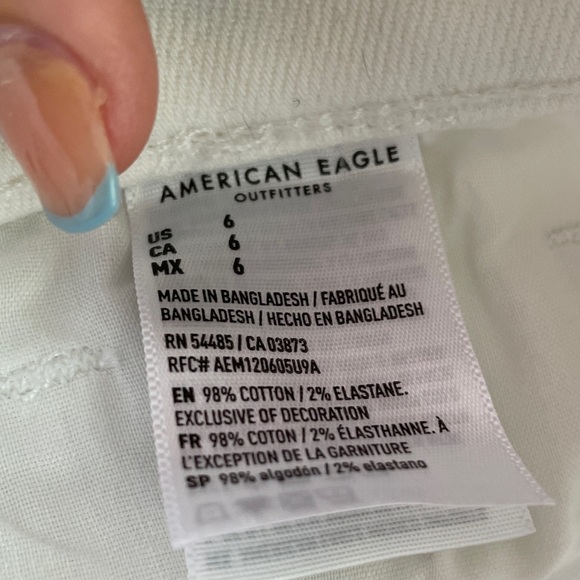 AMERICAN EAGLE
OUTFITTERS
US 6
CA 6
MX 6
MADE IN BANGLADESH / FABRIQUÉ AU
BANGLADESH / HECHO EN BANGLADESH
RN 54485 / CA 03873
RFC# AEM120605U9A
EN 98% COTTON / 2% ELASTANE.
EXCLUSIVE OF DECORATION
FR 98% COTON / 2% ÉLASTHANNE. À
L'EXCEPTION DE LA GARNITURE
SP 98% algodón / 2% elastano